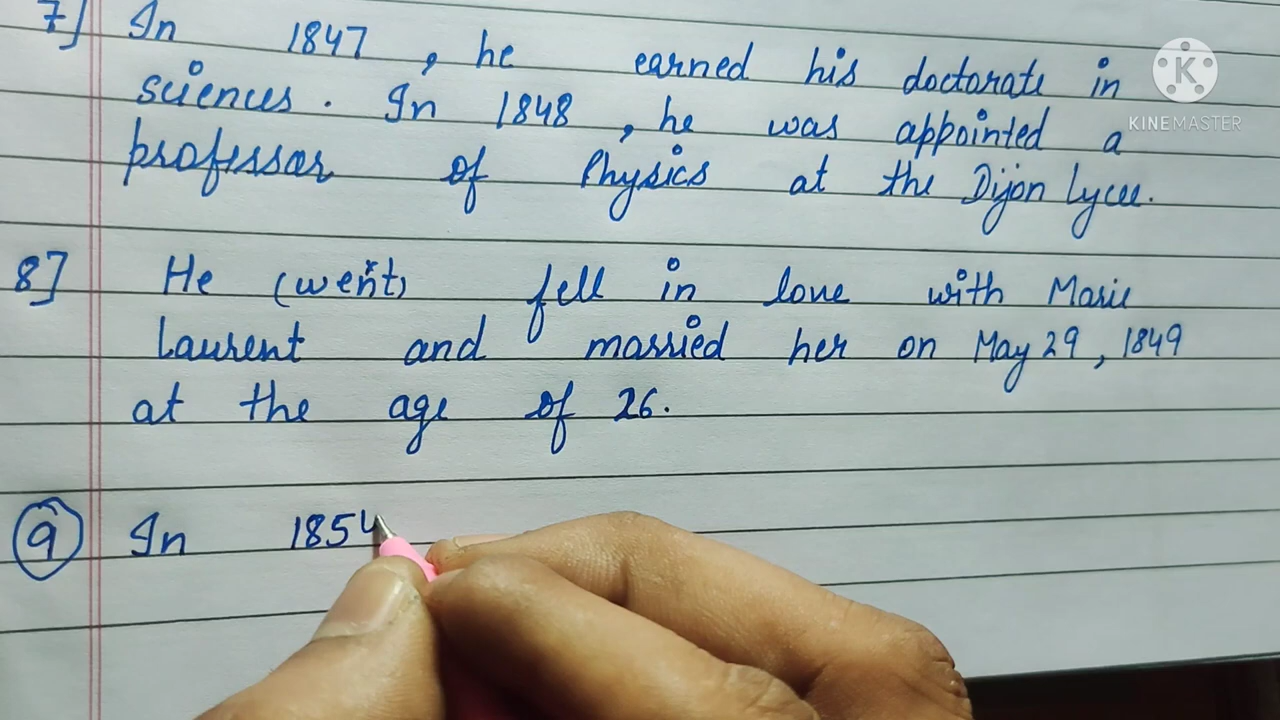 7] In 1847, he earned his doctorate in
sciences. In 1848, he was appointed a
professor of Physics at the Dijon Lycee.
8] He (went) fell in love with Marie
Laurent and married her on May 29, 1849
at the age of 26.
9 In 1854
K
KINEMASTER